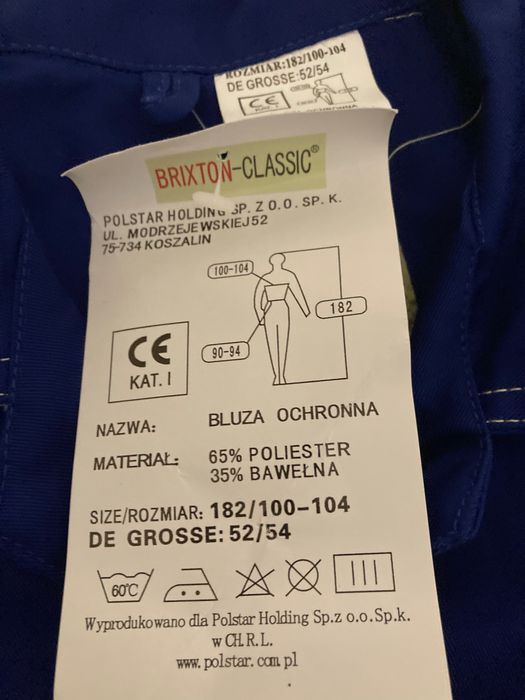 ROZMIAR:182/100-104
DE GROSSE:52/54
CE
KAT. I
BRIXTON-CLASSIC®
POLSTAR HOLDING SP. Z O.O. SP. K.
UL. MODRZEJEWSKIEJ 52
75-734 KOSZALIN
100-104
182
90-94
CE
KAT. I
NAZWA: BLUZA OCHRONNA
MATERIAŁ: 65% POLIESTER
35% BAWEŁNA
SIZE/ROZMIAR: 182/100-104
DE GROSSE: 52/54
60°C
Wyprodukowano dla Polstar Holding Sp.z o.o.Sp.k.
w CH.R.L.
www.polstar.com.pl